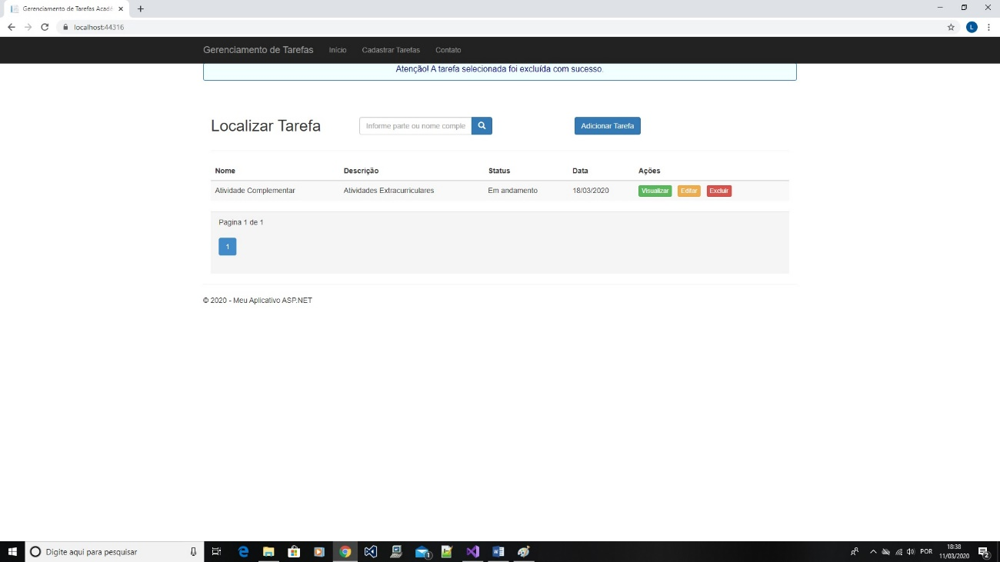 Gerenciamento de Tarefas Acadê
localhost:44316
L
Gerenciamento de Tarefas Início Cadastrar Tarefas Contato
Atenção! A tarefa selecionada foi excluída com sucesso.
Localizar Tarefa Informe parte ou nome comple Adicionar Tarefa
Nome Descrição Status Data Ações
Atividade Complementar Atividades Extracurriculares Em andamento 18/03/2020 Visualizar Editar Excluir
Pagina 1 de 1
1
© 2020 - Meu Aplicativo ASP.NET
Digite aqui para pesquisar 1 POR 18:38
11/03/2020 2